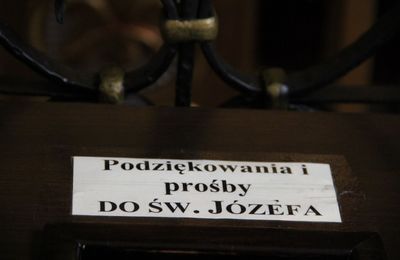 Podziękowania i
prośby
DO ŚW. JÓZEFA